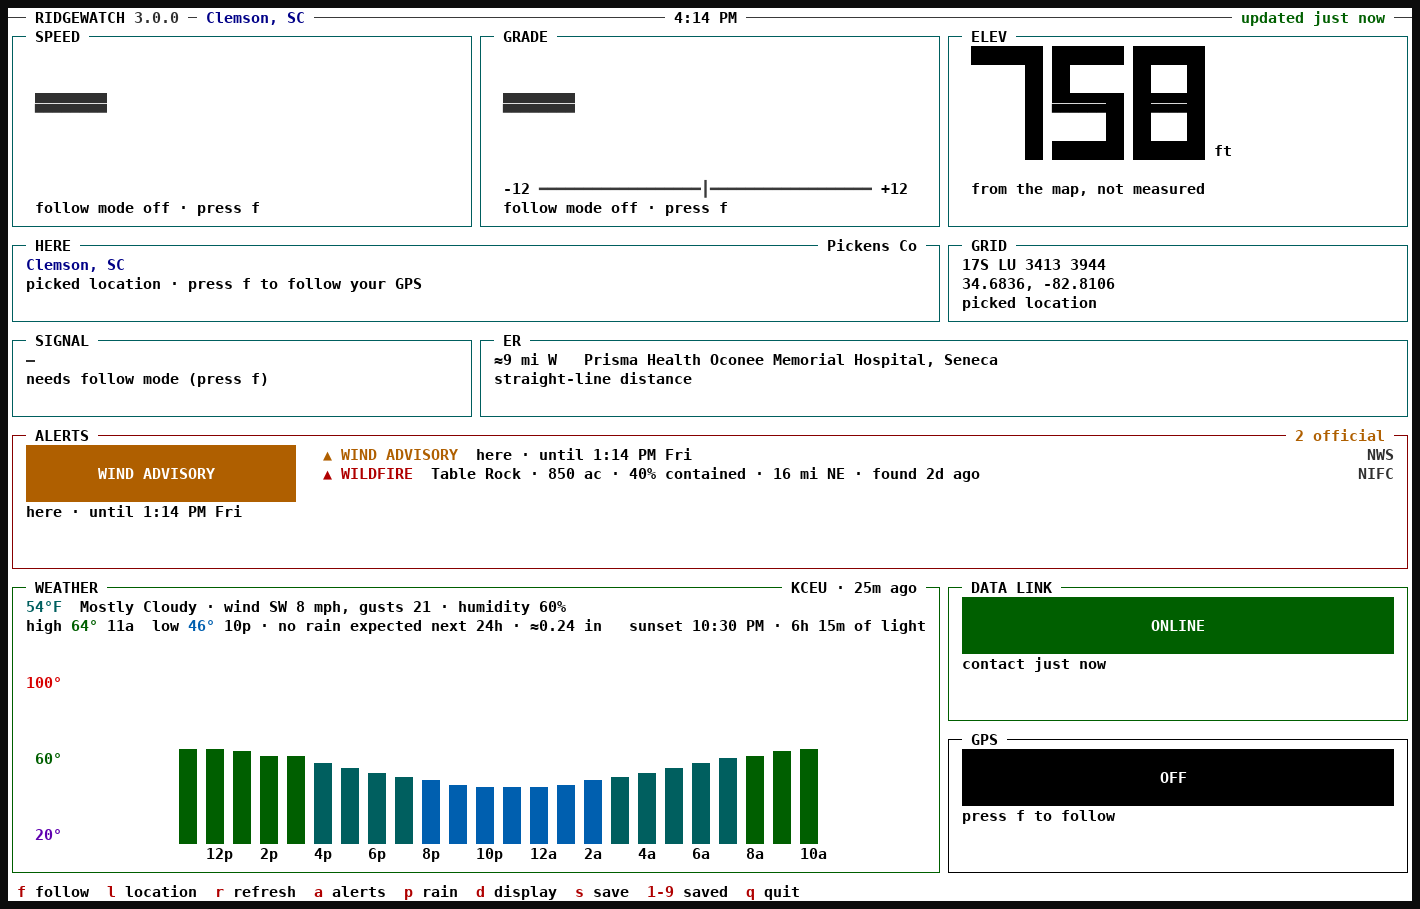 RIDGEWATCH 3.0.0 — Clemson, SC 4:14 PM updated just now
SPEED GRADE ELEV
758 ft
-12 +12 from the map, not measured
follow mode off · press f follow mode off · press f
HERE Pickens Co GRID
Clemson, SC 17S LU 3413 3944
picked location · press f to follow your GPS 34.6836, -82.8106
picked location
SIGNAL ER
— ≈9 mi W Prisma Health Oconee Memorial Hospital, Seneca
needs follow mode (press f) straight-line distance
ALERTS 2 official
▲ WIND ADVISORY here · until 1:14 PM Fri NWS
WIND ADVISORY ▲ WILDFIRE Table Rock · 850 ac · 40% contained · 16 mi NE · found 2d ago NIFC
here · until 1:14 PM Fri
WEATHER KCEU · 25m ago DATA LINK
54°F Mostly Cloudy · wind SW 8 mph, gusts 21 · humidity 60%
high 64° 11a low 46° 10p · no rain expected next 24h · ≈0.24 in sunset 10:30 PM · 6h 15m of light ONLINE
contact just now
100°
GPS
60°
OFF
press f to follow
20°
12p 2p 4p 6p 8p 10p 12a 2a 4a 6a 8a 10a
f follow l location r refresh a alerts p rain d display s save 1-9 saved q quit